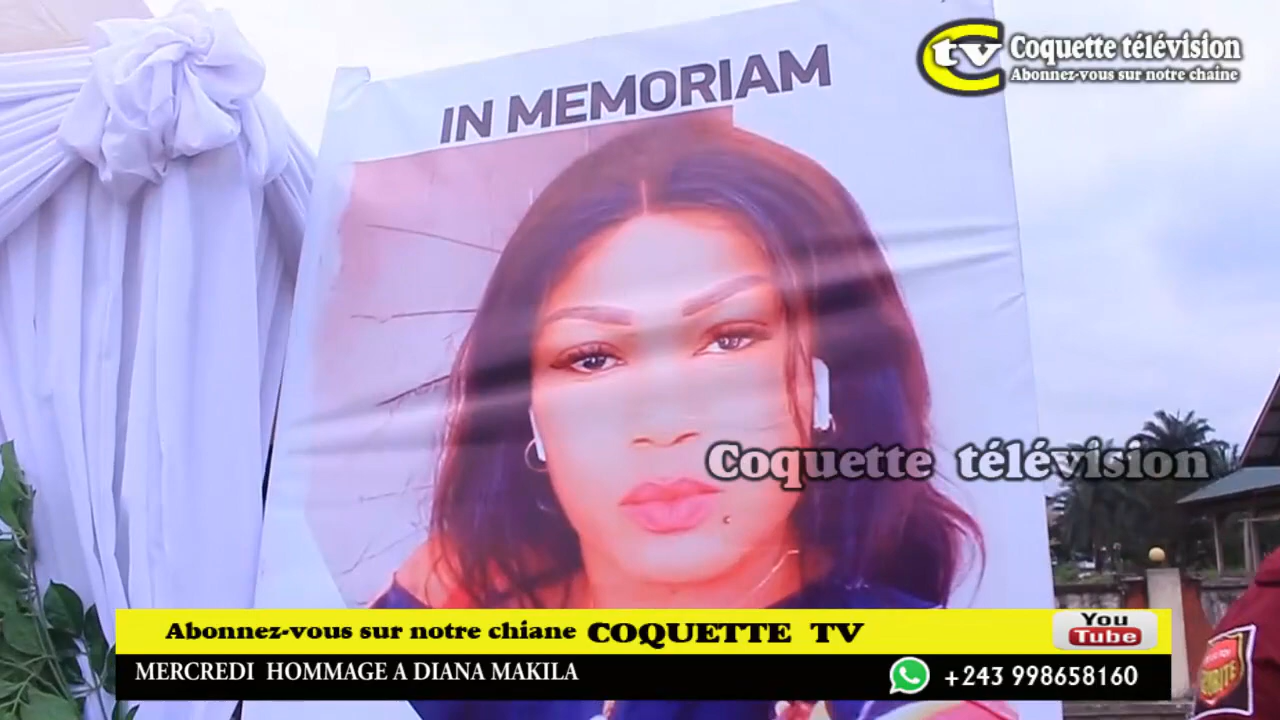 tv Coquette télévision
Abonnez-vous sur notre chaine
IN MEMORIAM
Coquette télévision
Abonnez-vous sur notre chiane COQUETTE TV
You
Tube
MERCREDI HOMMAGE A DIANA MAKILA
+243 998658160